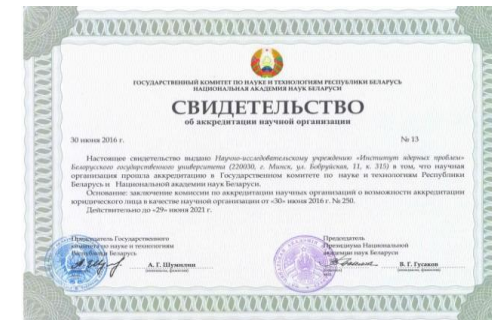 ГОСУДАРСТВЕННЫЙ КОМИТЕТ ПО НАУКЕ И ТЕХНОЛОГИЯМ РЕСПУБЛИКИ БЕЛАРУСЬ
НАЦИОНАЛЬНАЯ АКАДЕМИЯ НАУК БЕЛАРУСИ
СВИДЕТЕЛЬСТВО
об аккредитации научной организации
30 июня 2016 г. № 13
Настоящее свидетельство выдано Научно-исследовательскому учреждению «Институт ядерных проблем»
Белорусского государственного университета (220030, г. Минск, ул. Бобруйская, 11, к. 315) в том, что научная
организация прошла аккредитацию в Государственном комитете по науке и технологиям Республики
Беларусь и Национальной академии наук Беларуси.
Основание: заключение комиссии по аккредитации научных организаций о возможности аккредитации
юридического лица в качестве научной организации от «30» июня 2016 г. № 250.
Действительно до «29» июня 2021 г.
Председатель Государственного Председатель
комитета по науке и технологиям Президиума Национальной
Республики Беларусь академии наук Беларуси
А. Г. Шумилин В. Г. Гусаков